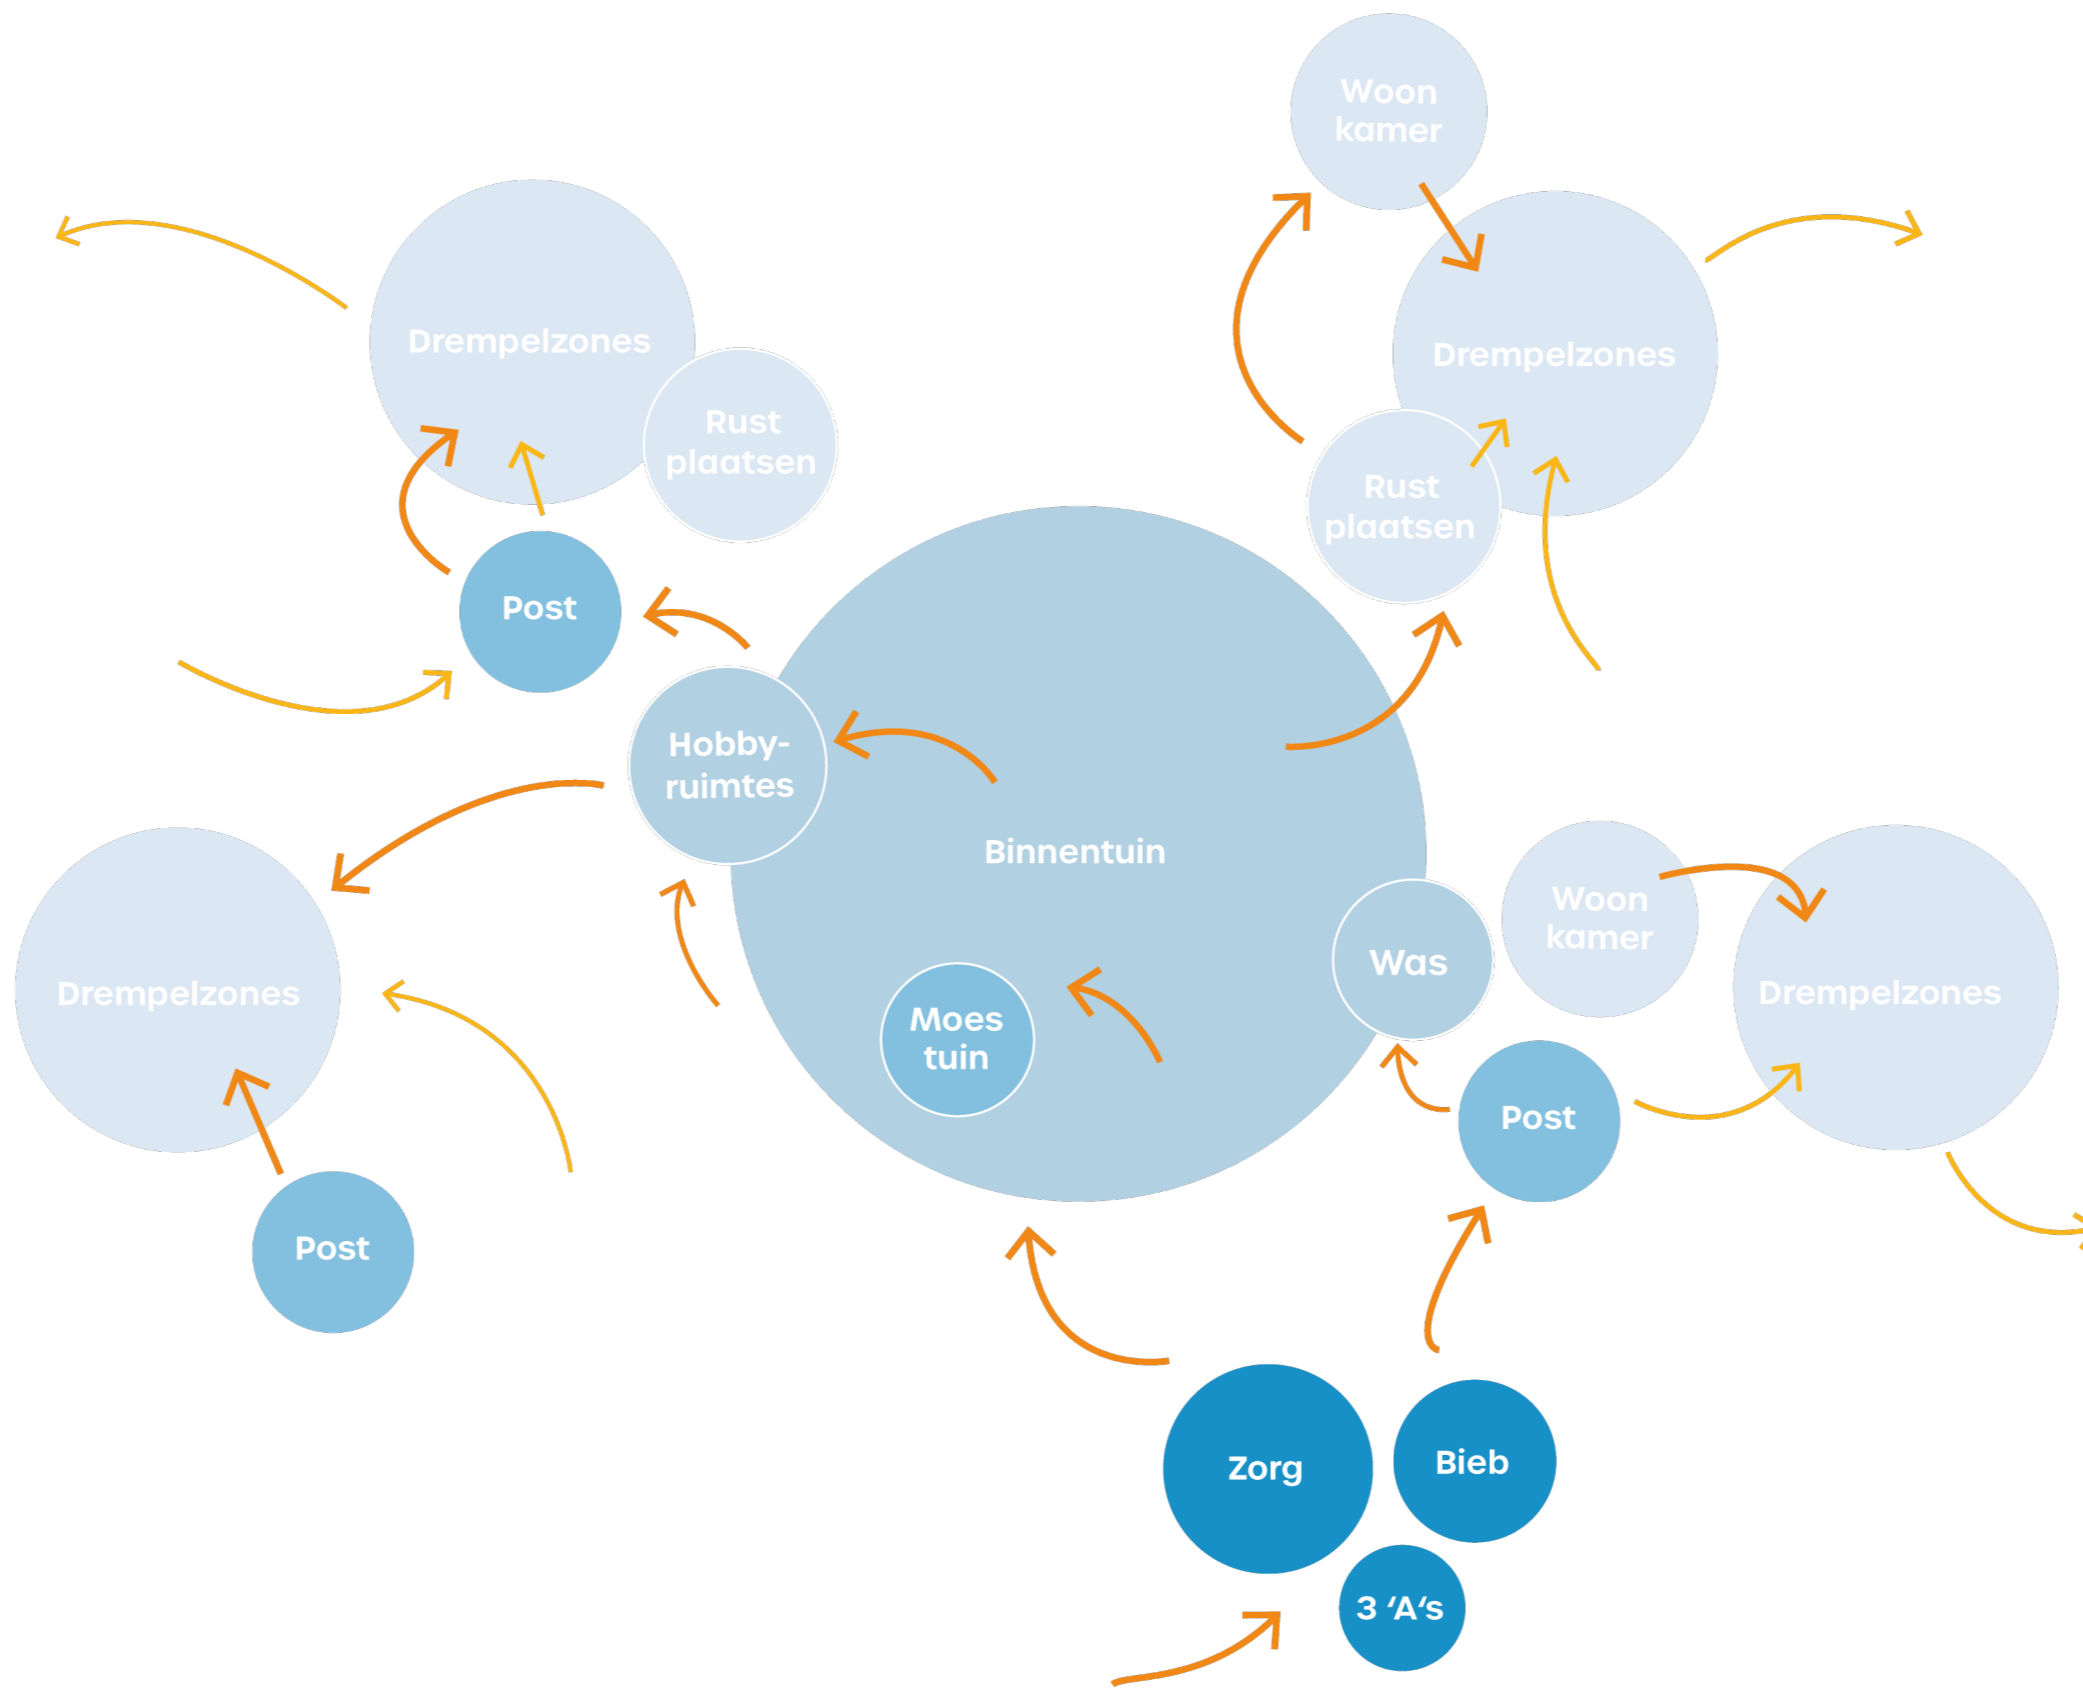 Woon
kamer
Drempelzones
Drempelzones
Rust
plaatsen
Rust
plaatsen
Post
Hobby-
ruimtes
Binnentuin
Woon
kamer
Was
Drempelzones
Drempelzones
Moes
tuin
Post
Post
Zorg
Bieb
3 ‘A‘s